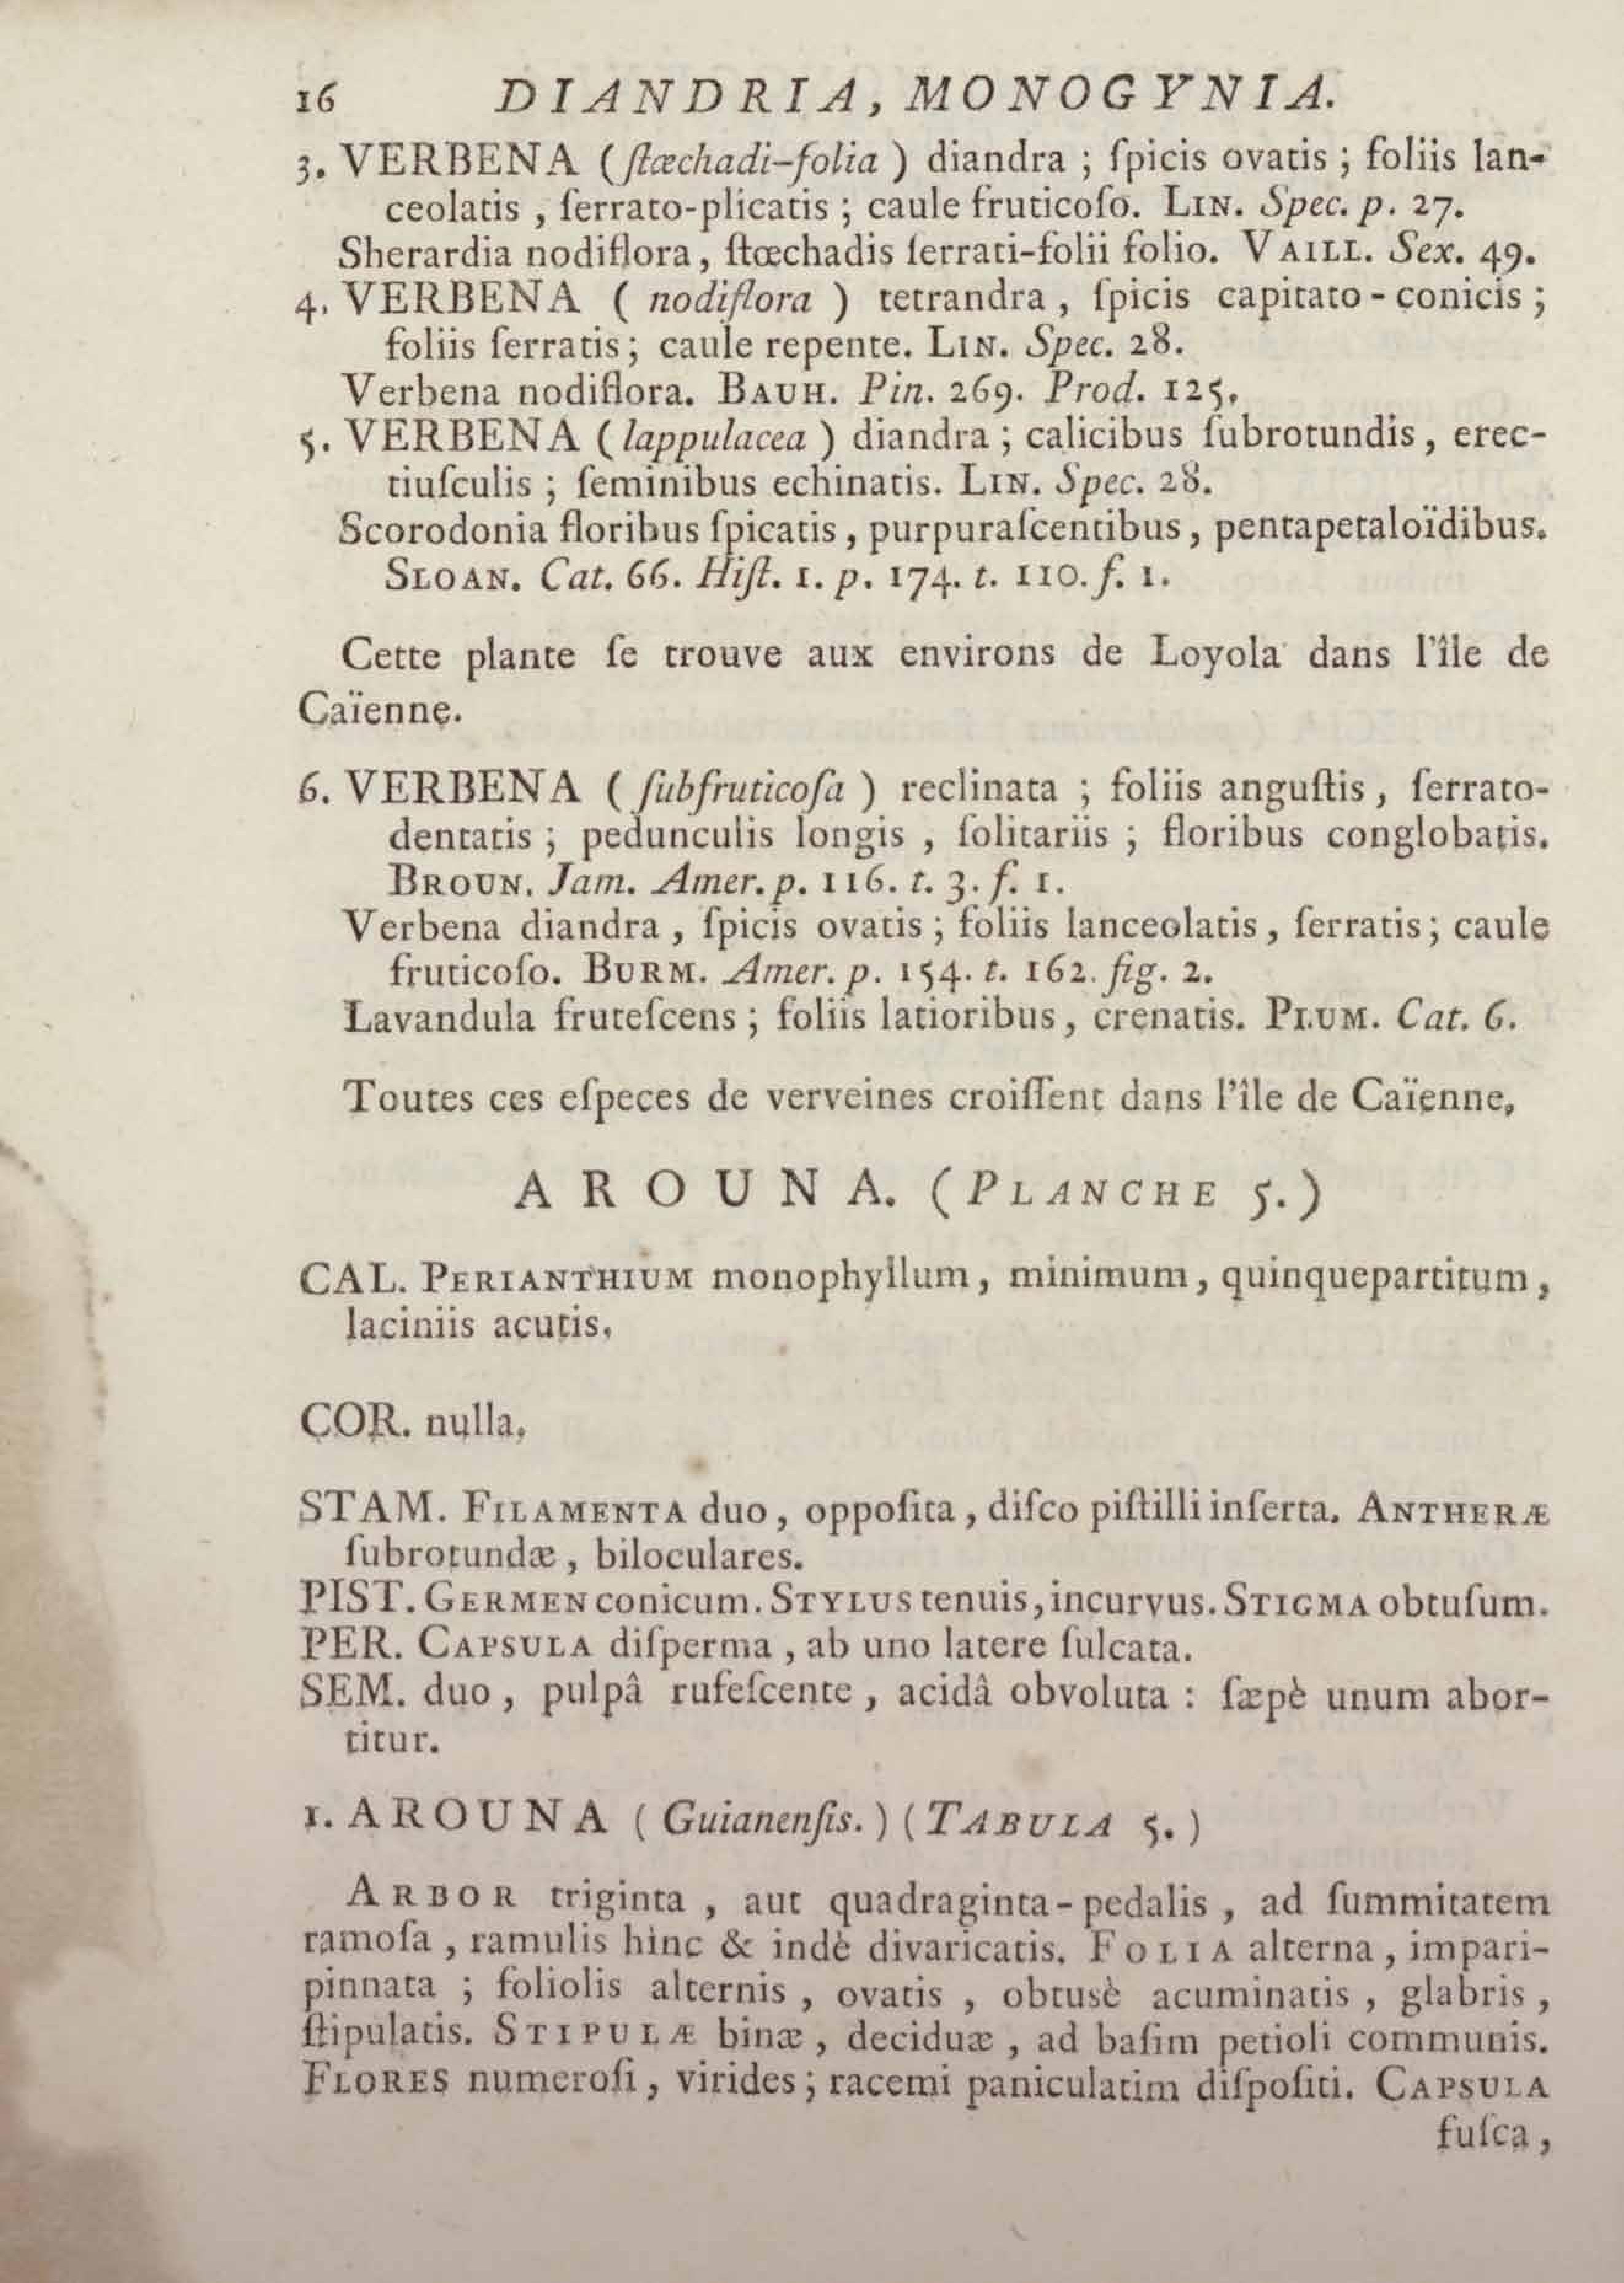 16 DIANDRIA, MONOGYNIA.
3. VERBENA (ſtœchadi-folia) diandra ; ſpicis ovatis ; foliis lan-
ceolatis , ſerrato-plicatis ; caule fruticoſo. LIN. Spec. p. 27.
Sherardia nodiflora, ſtœchadis ſerrati-folii folio. VAILL. Sex. 49.
4. VERBENA ( nodiflora ) tetrandra , ſpicis capitato-conicis ;
foliis ſerratis; caule repente. LIN. Spec. 28.
Verbena nodiflora. BAUH. Pin. 269. Prod. 125.
5. VERBENA ( lappulacea ) diandra ; calicibus ſubrotundis, erec-
tiuſculis ; ſeminibus echinatis. LIN. Spec. 28.
Scorodonia floribus ſpicatis , purpuraſcentibus , pentapetaloïdibus.
SLOAN. Cat. 66. Hiſt. 1. p. 174. t. 110. f. 1.
Cette plante ſe trouve aux environs de Loyola dans l'île de
Caïenne.
6. VERBENA ( ſubfruticoſa ) reclinata ; foliis anguſtis , ſerrato-
dentatis ; pedunculis longis , ſolitariis ; floribus conglobatis.
BROUN. Jam. Amer. p. 116. t. 3. f. 1.
Verbena diandra , ſpicis ovatis ; foliis lanceolatis , ſerratis ; caule
fruticoſo. BURM. Amer. p. 154. t. 162. fig. 2.
Lavandula fruteſcens ; foliis latioribus , crenatis. PLUM. Cat. 6.
Toutes ces eſpeces de verveines croiſſent dans l'île de Caïenne.
AROUNA. (PLANCHE 5.)
CAL. PERIANTHIUM monophyllum , minimum , quinquepartitum ,
laciniis acutis.
COR. nulla.
STAM. FILAMENTA duo , oppoſita , diſco piſtilli inſerta. ANTHERÆ
ſubrotundæ , biloculares.
PIST. GERMEN conicum. STYLUS tenuis, incurvus. STIGMA obtuſum.
PER. CAPSULA diſperma , ab uno latere ſulcata.
SEM. duo , pulpâ rufeſcente , acidâ obvoluta : ſæpè unum abor-
titur.
1. AROUNA ( Guianenſis. ) ( TABULA 5. )
ARBOR triginta , aut quadraginta-pedalis , ad ſummitatem
ramoſa , ramulis hìnc & indè divaricatis. FOLIA alterna , impari-
pinnata ; foliolis alternis , ovatis , obtusè acuminatis , glabris ,
ſtipulatis. STIPULÆ binæ , deciduæ , ad baſim petioli communis.
FLORES numeroſi , virides ; racemi paniculatim diſpoſiti. CAPSULA
fuſca ,